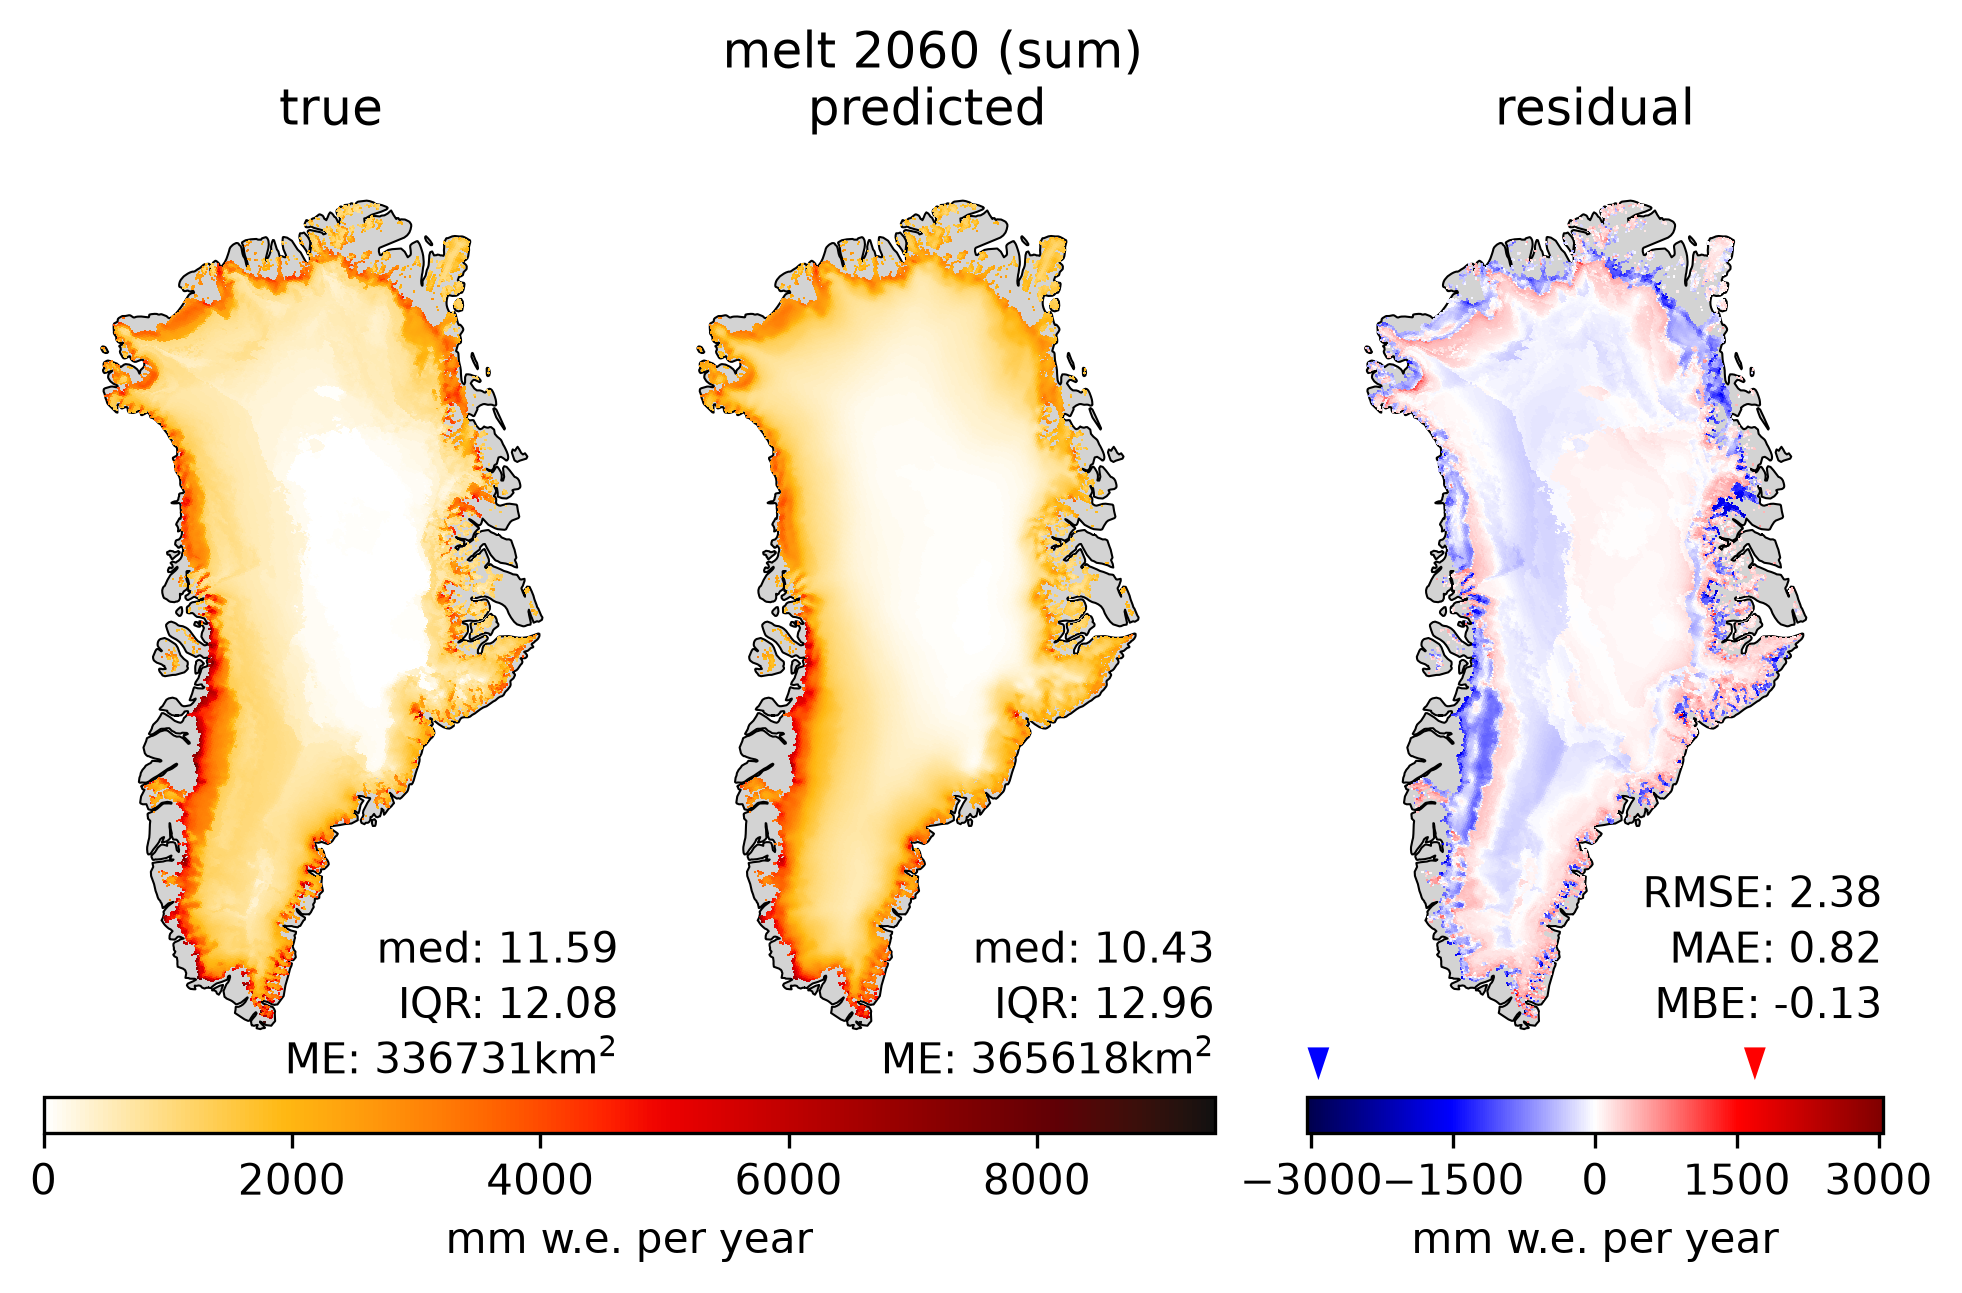 melt 2060 (sum)
true
predicted
residual
med: 11.59
IQR: 12.08
ME: 336731km²
med: 10.43
IQR: 12.96
ME: 365618km²
RMSE: 2.38
MAE: 0.82
MBE: -0.13
0 2000 4000 6000 8000
mm w.e. per year
−3000 −1500 0 1500 3000
mm w.e. per year